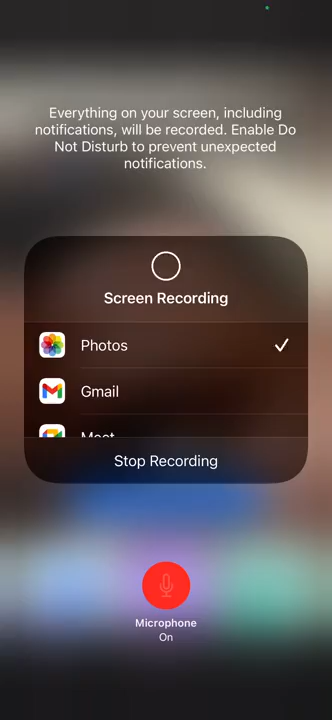 Everything on your screen, including
notifications, will be recorded. Enable Do
Not Disturb to prevent unexpected
notifications.
Screen Recording
Photos
Gmail
Meet
Stop Recording
Microphone
On